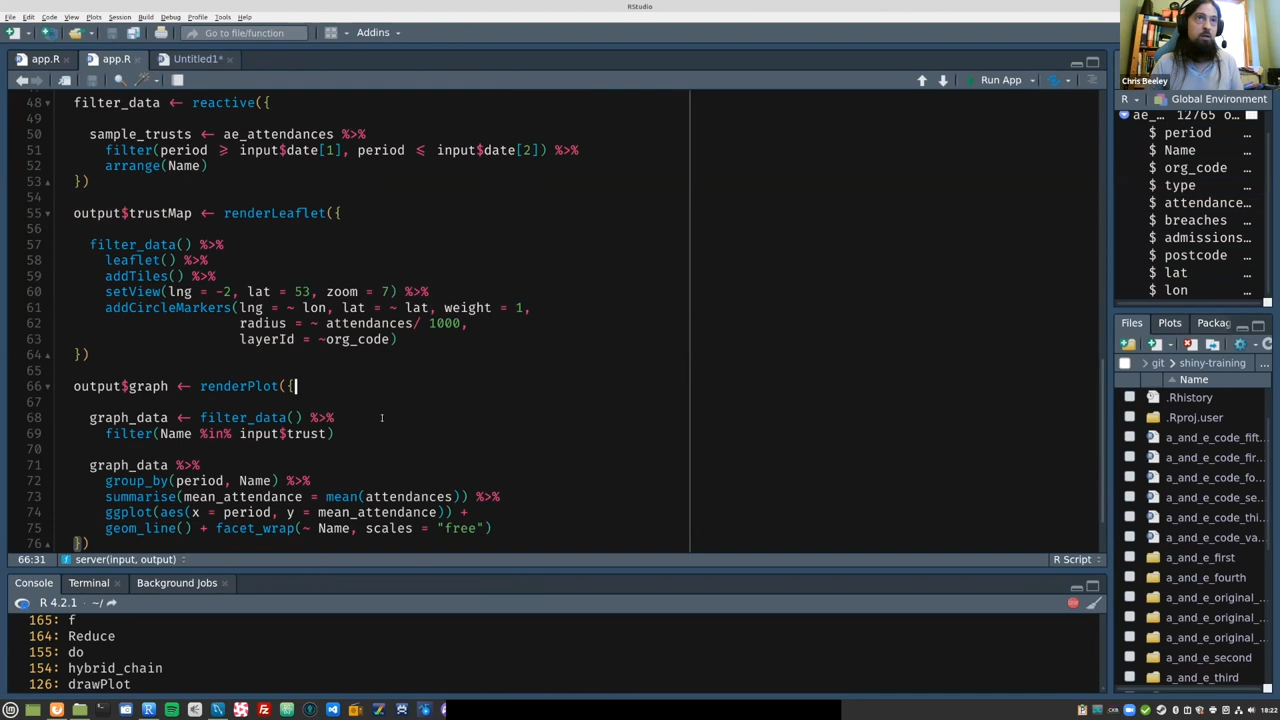 RStudio
File Edit Code View Plots Session Build Debug Profile Tools Help
Go to file/function
Addins
app.R
app.R
Untitled1*
Run App
48 filter_data <- reactive({
49
50 sample_trusts <- ae_attendances %>%
51 filter(period >= input$date[1], period <= input$date[2]) %>%
52 arrange(Name)
53 })
54
55 output$trustMap <- renderLeaflet({
56
57 filter_data() %>%
58 leaflet() %>%
59 addTiles() %>%
60 setView(lng = -2, lat = 53, zoom = 7) %>%
61 addCircleMarkers(lng = ~ lon, lat = ~ lat, weight = 1,
62 radius = ~ attendances/ 1000,
63 layerId = ~org_code)
64 })
65
66 output$graph <- renderPlot({
67
68 graph_data <- filter_data() %>%
69 filter(Name %in% input$trust)
70
71 graph_data %>%
72 group_by(period, Name) %>%
73 summarise(mean_attendance = mean(attendances)) %>%
74 ggplot(aes(x = period, y = mean_attendance)) +
75 geom_line() + facet_wrap(~ Name, scales = "free")
76 })
66:31 server(input, output) R Script
Console Terminal Background Jobs
R 4.2.1 · ~/
165: f
164: Reduce
155: do
154: hybrid_chain
126: drawPlot
Chris Beeley
R Global Environment
ae_... 12765 o...
$ period ...
$ Name ...
$ org_code ...
$ type ...
$ attendance...
$ breaches ...
$ admissions...
$ postcode ...
$ lat ...
$ lon ...
Files Plots Packag
git shiny-training ...
Name
.Rhistory
.Rproj.user
a_and_e_code_fift...
a_and_e_code_fir...
a_and_e_code_fo...
a_and_e_code_se...
a_and_e_code_thi...
a_and_e_code_va...
a_and_e_first
a_and_e_fourth
a_and_e_original_...
a_and_e_original_...
a_and_e_original_...
a_and_e_second
a_and_e_third
18:22